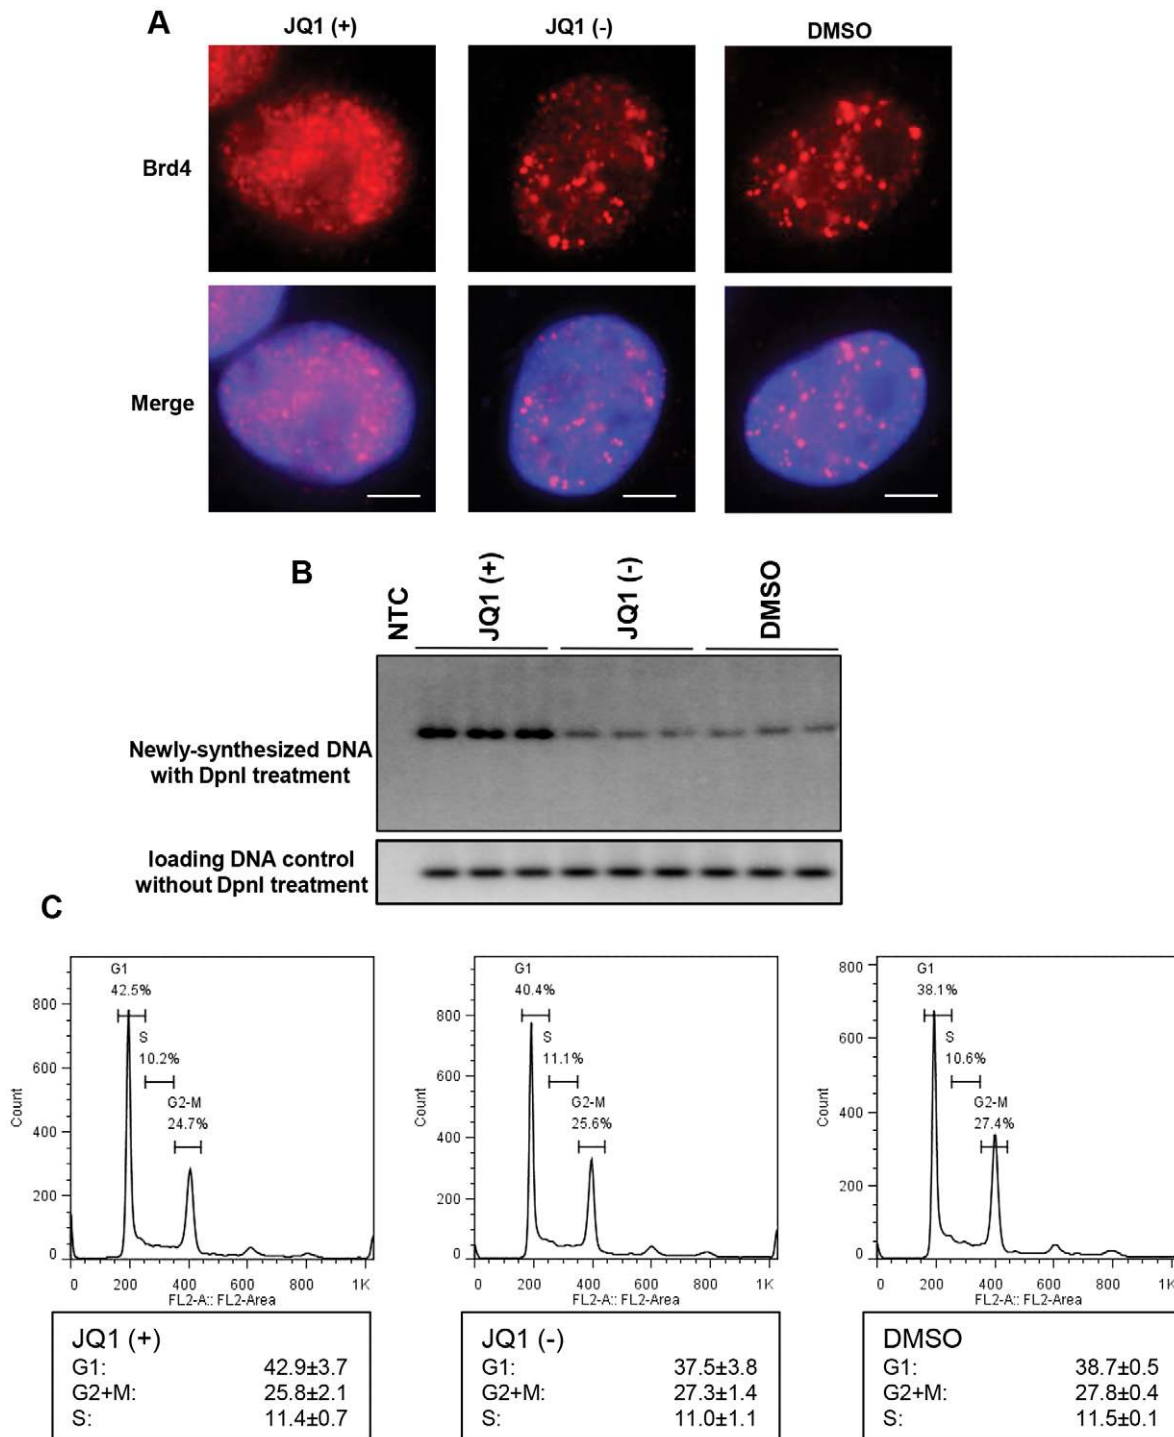 A
JQ1 (+)
JQ1 (-)
DMSO
Brd4
Merge
B
NTC
JQ1 (+)
JQ1 (-)
DMSO
Newly-synthesized DNA
with DpnI treatment
loading DNA control
without DpnI treatment
C
G1
42.5%
S
10.2%
G2-M
24.7%
Count
800
600
400
200
0
0 200 400 600 800 1K
FL2-A:: FL2-Area
G1
40.4%
S
11.1%
G2-M
25.6%
Count
800
600
400
200
0
0 200 400 600 800 1K
FL2-A:: FL2-Area
G1
38.1%
S
10.6%
G2-M
27.4%
Count
800
600
400
200
0
0 200 400 600 800 1K
FL2-A:: FL2-Area
JQ1 (+)
G1: 42.9±3.7
G2+M: 25.8±2.1
S: 11.4±0.7
JQ1 (-)
G1: 37.5±3.8
G2+M: 27.3±1.4
S: 11.0±1.1
DMSO
G1: 38.7±0.5
G2+M: 27.8±0.4
S: 11.5±0.1